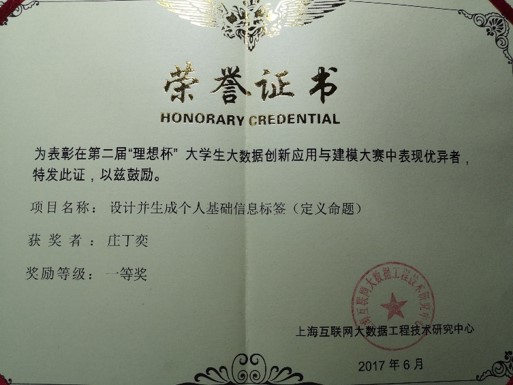 荣誉证书
HONORARY CREDENTIAL
为表彰在第二届“理想杯”大学生大数据创新应用与建模大赛中表现优异者，
特发此证，以兹鼓励。
项目名称：设计并生成个人基础信息标签（定义命题）
获奖者：庄丁奕
奖励等级：一等奖
上海互联网大数据工程技术研究中心
2017年6月